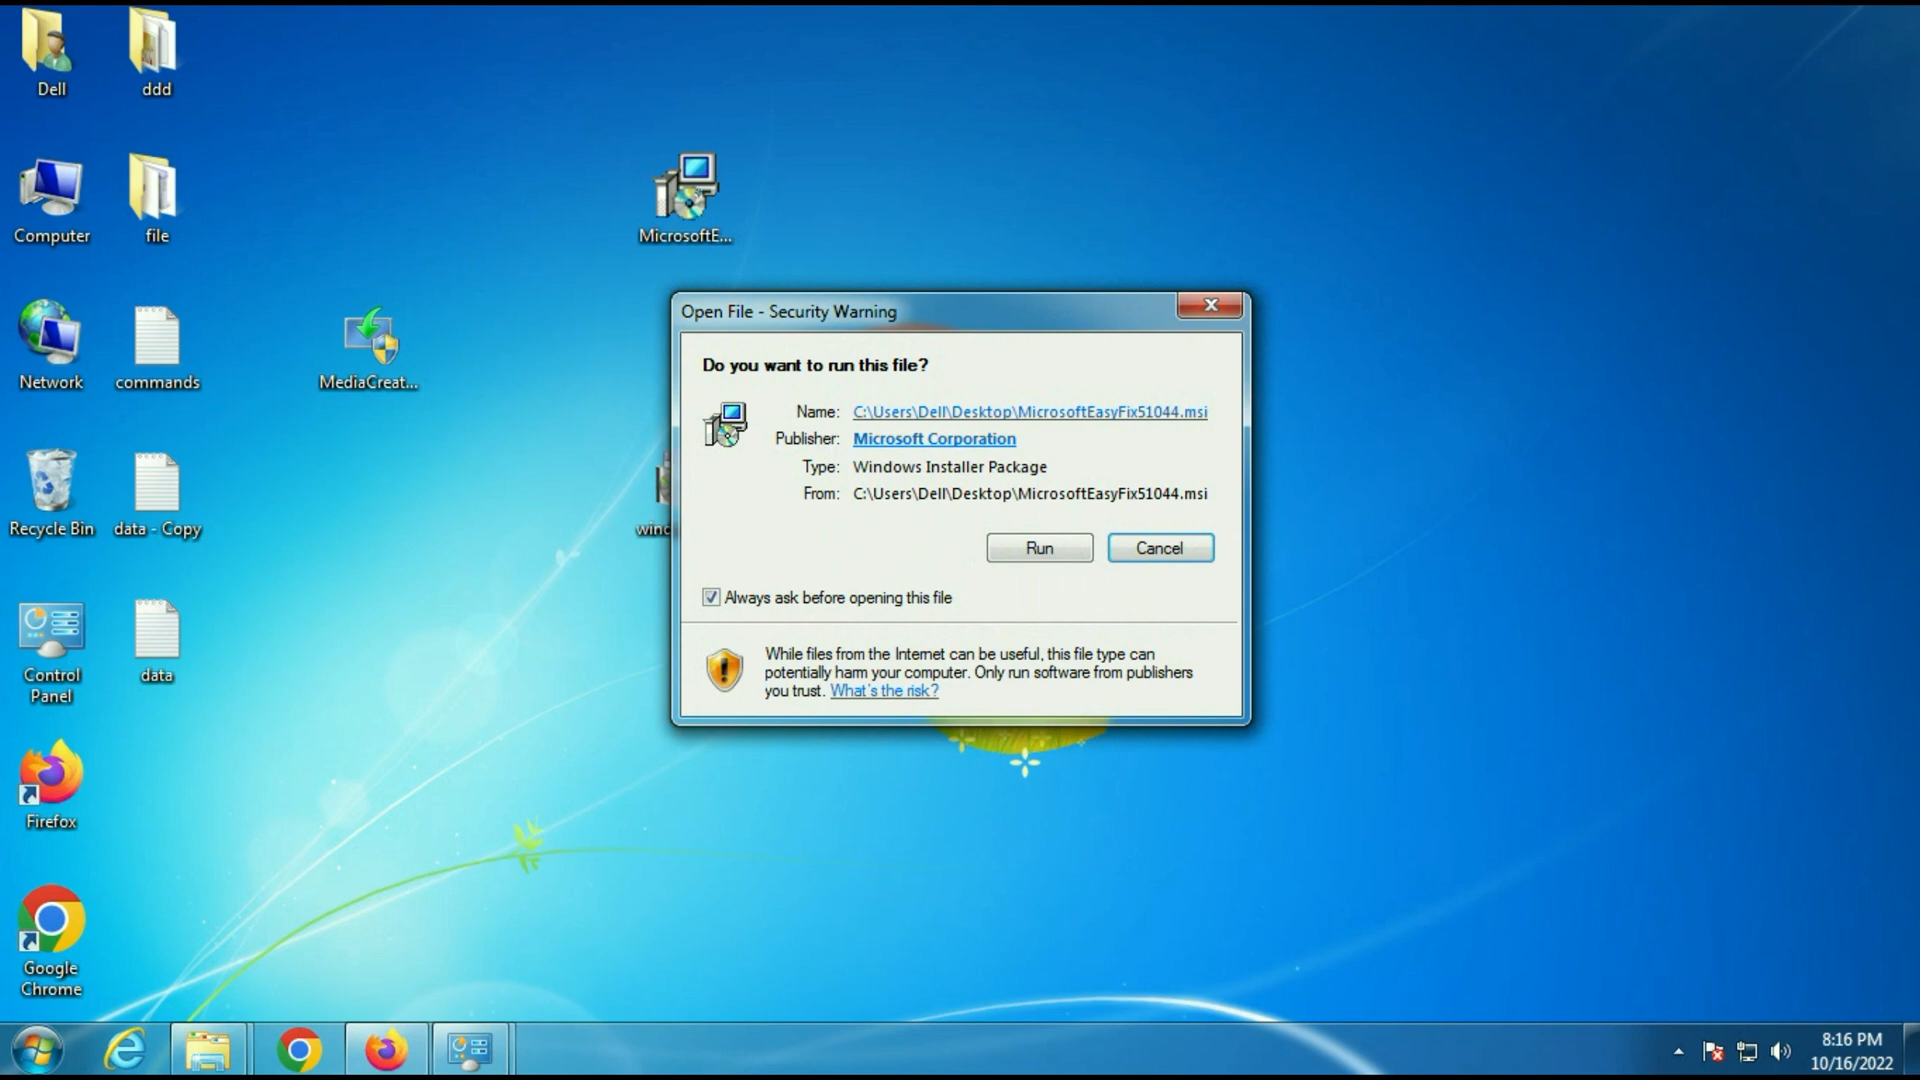 Dell
ddd
Computer
file
MicrosoftE...
Network
commands
MediaCreat...
Recycle Bin
data - Copy
wind
Control
Panel
data
Firefox
Google
Chrome
Open File - Security Warning
Do you want to run this file?
Name: C:\Users\Dell\Desktop\MicrosoftEasyFix51044.msi
Publisher: Microsoft Corporation
Type: Windows Installer Package
From: C:\Users\Dell\Desktop\MicrosoftEasyFix51044.msi
Run Cancel
Always ask before opening this file
While files from the Internet can be useful, this file type can
potentially harm your computer. Only run software from publishers
you trust. What's the risk?
8:16 PM
10/16/2022